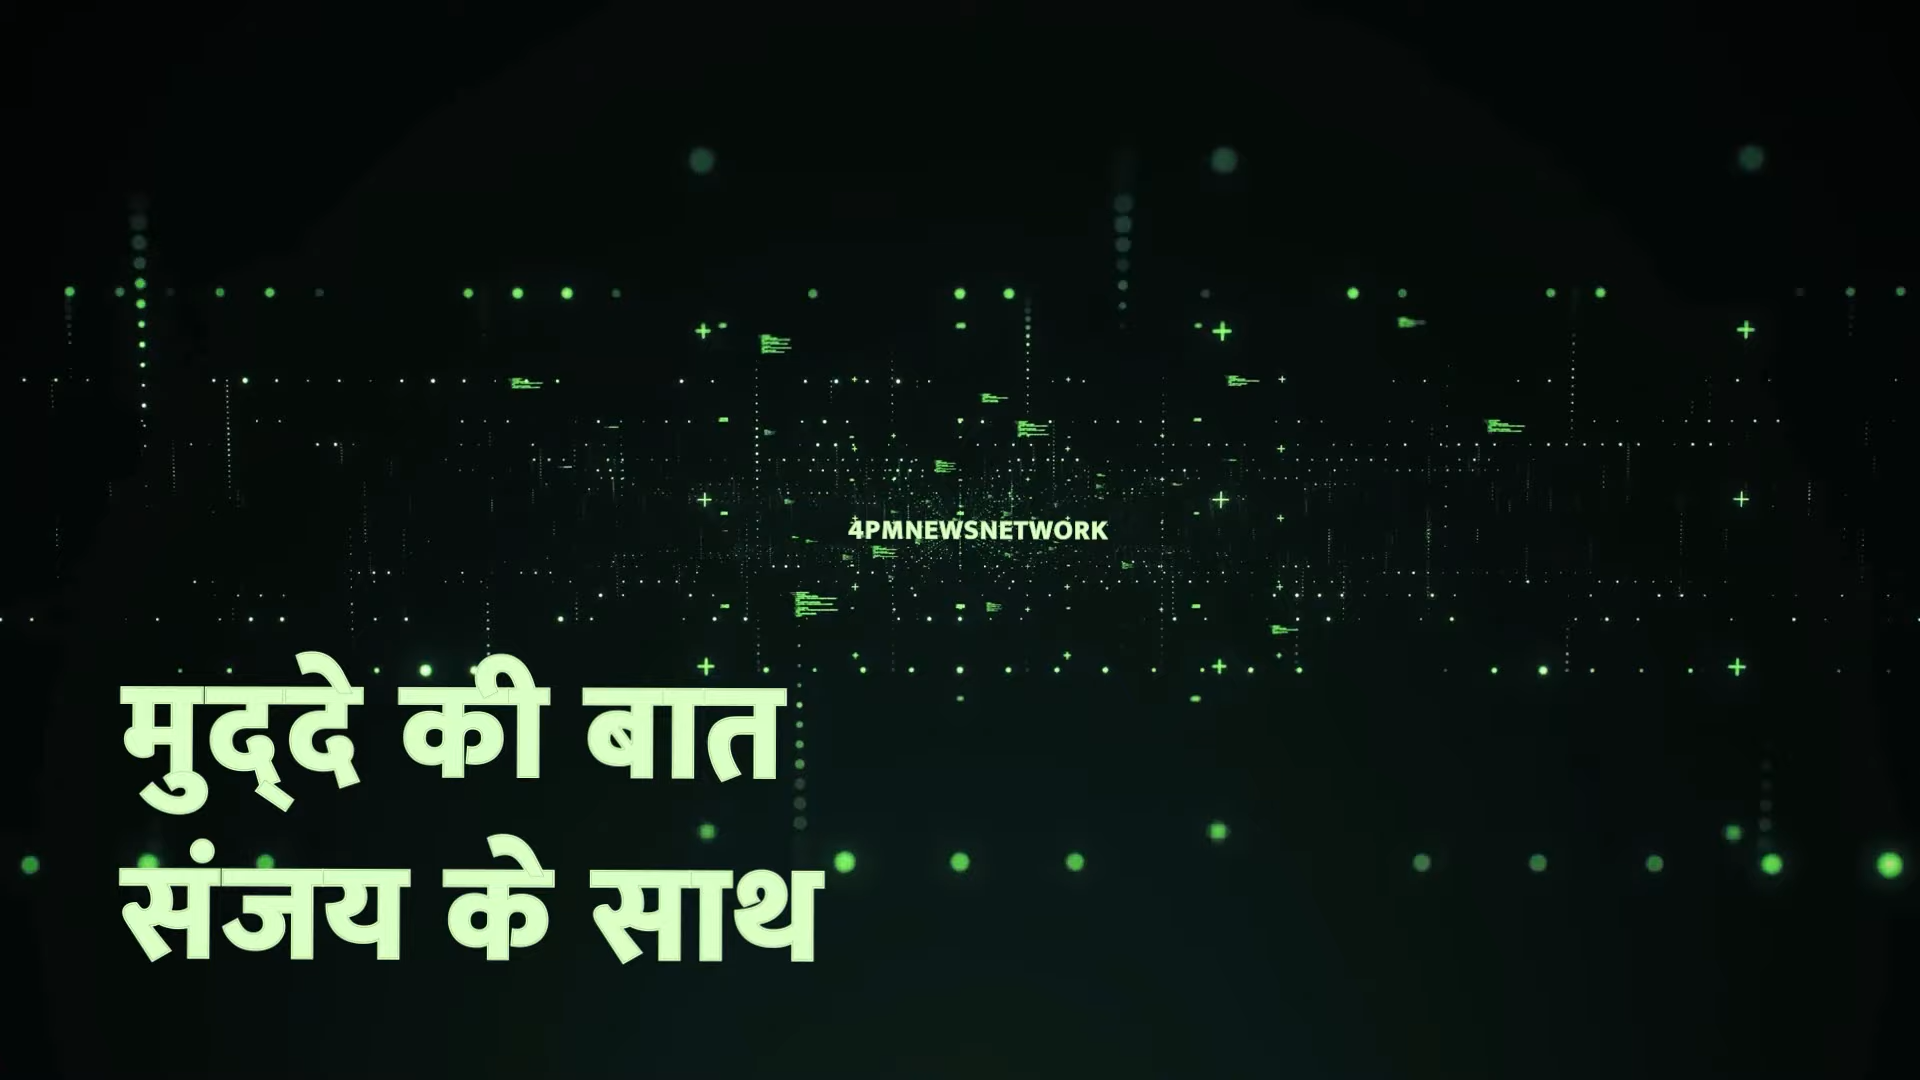 4PMNEWSNETWORK
मुद्दे की बात
संजय के साथ